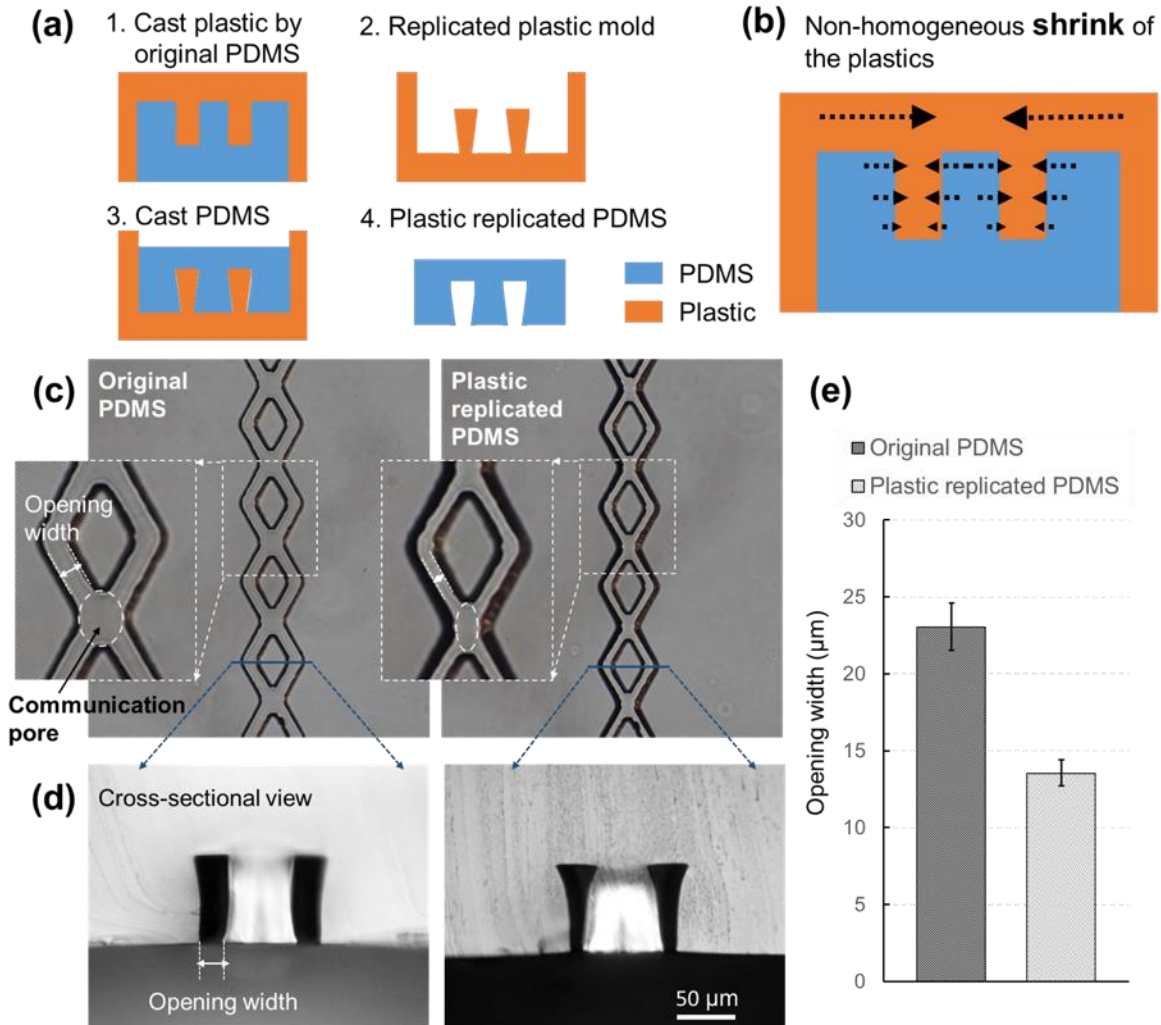 (a)
1. Cast plastic by
original PDMS
2. Replicated plastic mold
3. Cast PDMS
4. Plastic replicated PDMS
PDMS
Plastic
(b)
Non-homogeneous shrink of
the plastics
(c)
Original
PDMS
Opening
width
Communication
pore
Plastic
replicated
PDMS
(d)
Cross-sectional view
Opening width
50 µm
(e)
Original PDMS
Plastic replicated PDMS
Opening width (µm)
30
25
20
15
10
5
0